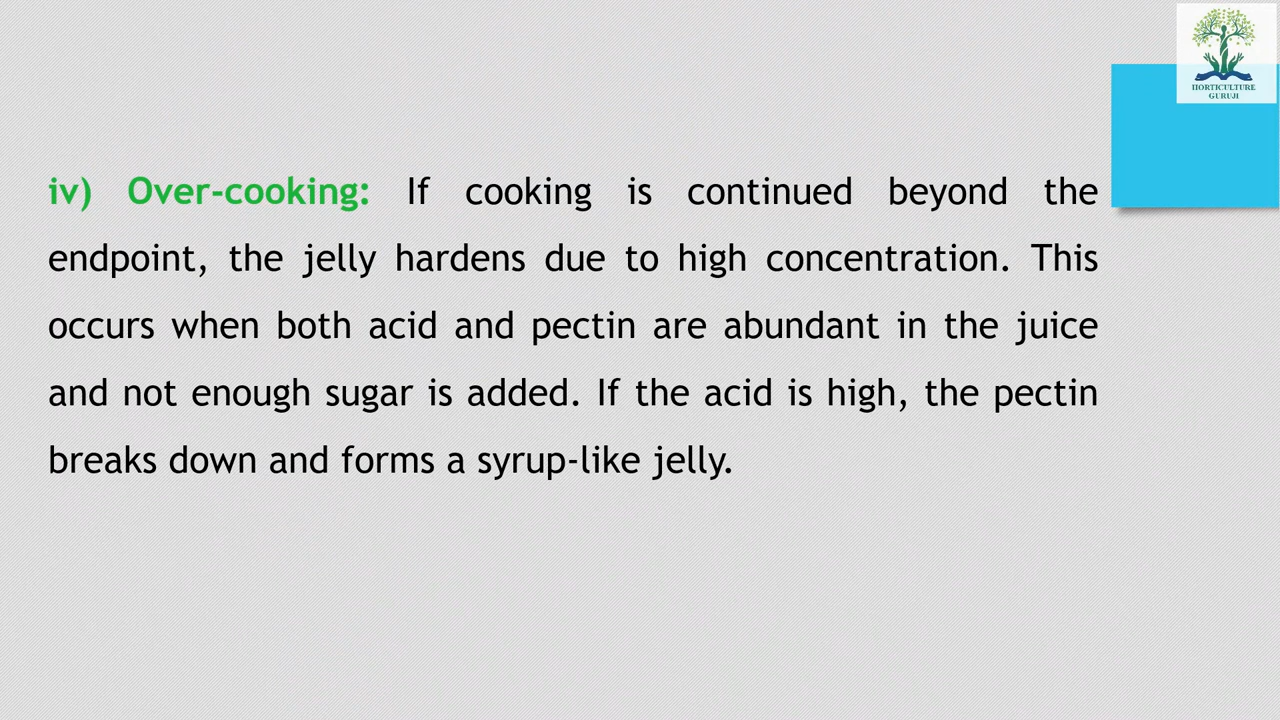 HORTICULTURE
GURUJI
iv) Over-cooking: If cooking is continued beyond the
endpoint, the jelly hardens due to high concentration. This
occurs when both acid and pectin are abundant in the juice
and not enough sugar is added. If the acid is high, the pectin
breaks down and forms a syrup-like jelly.